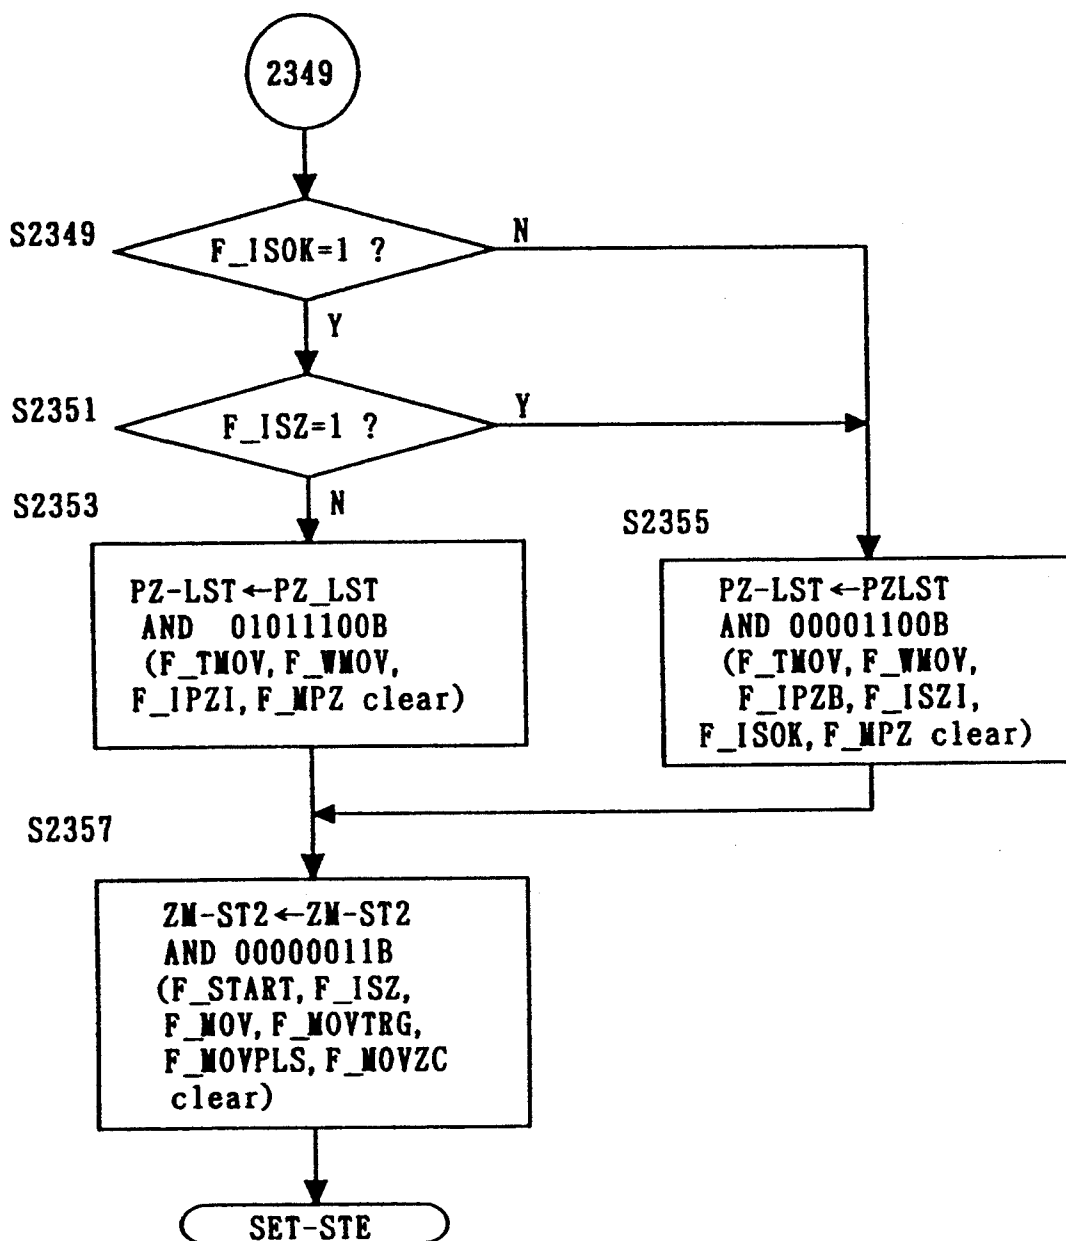 2349
S2349
F_ISOK=1 ?
N
Y
S2351
F_ISZ=1 ?
Y
S2353
N
S2355
PZ-LST←PZ_LST
AND 01011100B
(F_TMOV, F_WMOV,
F_IPZI, F_MPZ clear)
PZ-LST←PZLST
AND 00001100B
(F_TMOV, F_WMOV,
F_IPZB, F_ISZI,
F_ISOK, F_MPZ clear)
S2357
ZM-ST2←ZM-ST2
AND 00000011B
(F_START, F_ISZ,
F_MOV, F_MOVTRG,
F_MOVPLS, F_MOVZC
clear)
SET-STE